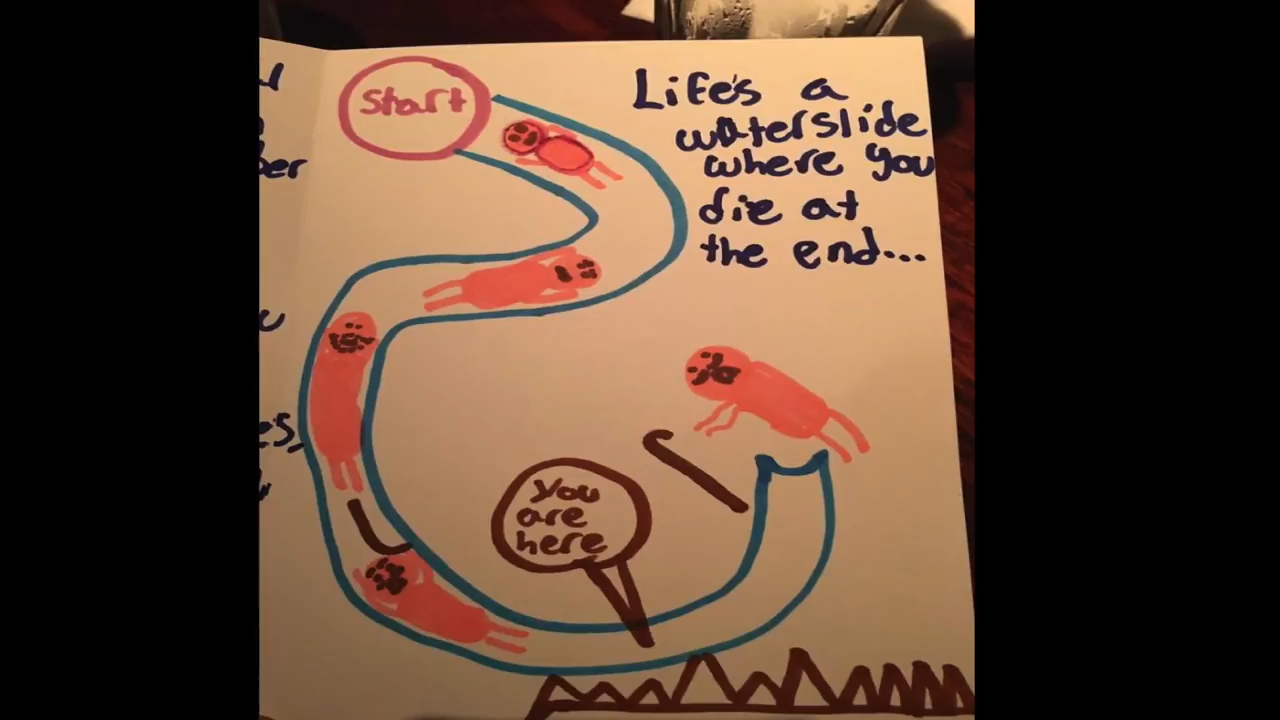 Start
Life's a
waterslide
where you
die at
the end...
You
are
here